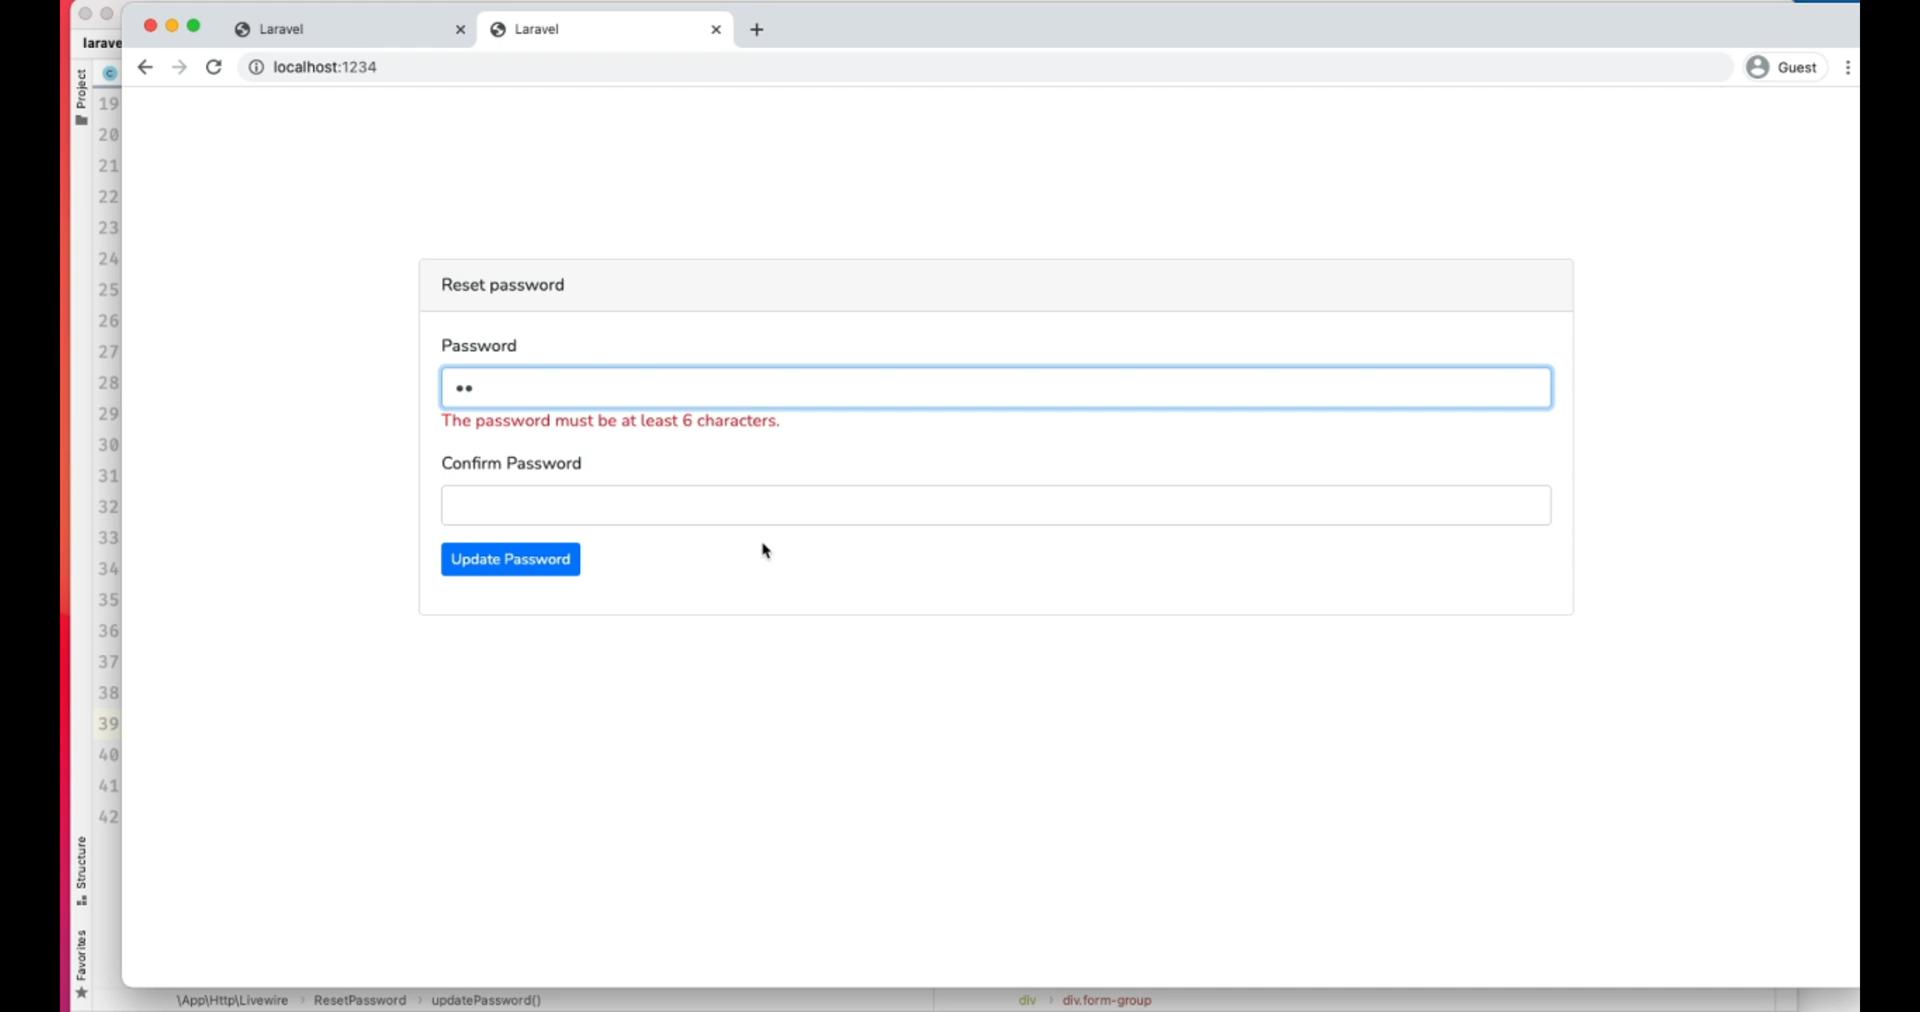 Laravel
Laravel
larave
localhost:1234
Guest
Project
19
20
21
22
23
24
25
26
27
28
29
30
31
32
33
34
35
36
37
38
39
40
41
42
Reset password
Password
••
The password must be at least 6 characters.
Confirm Password
Update Password
Structure
Favorites
\App\Http\Livewire › ResetPassword › updatePassword()
div › div.form-group